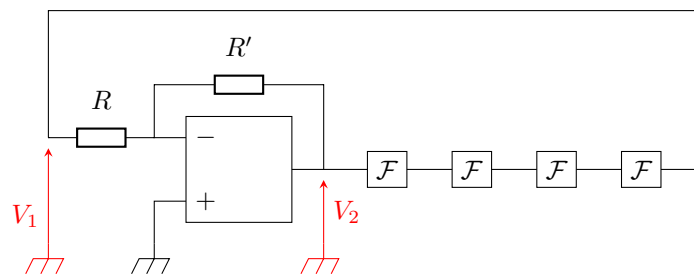 R'
R
−
+
ℱ ℱ ℱ ℱ
V₁
V₂